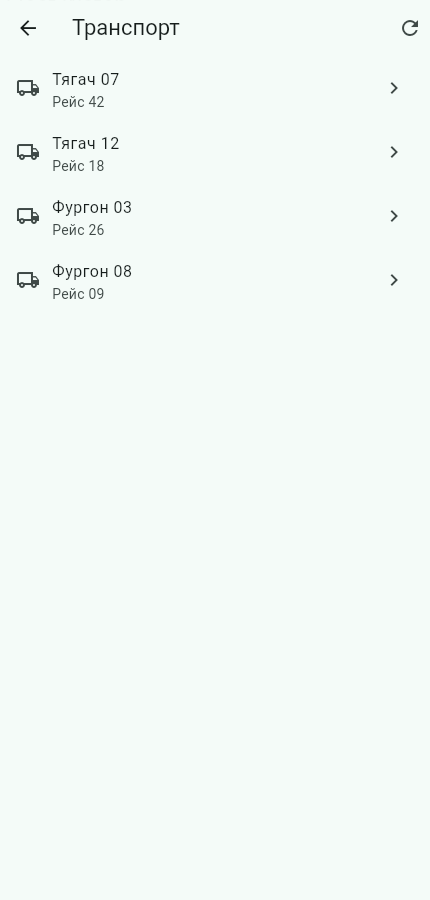 Транспорт
Тягач 07
Рейс 42
Тягач 12
Рейс 18
Фургон 03
Рейс 26
Фургон 08
Рейс 09